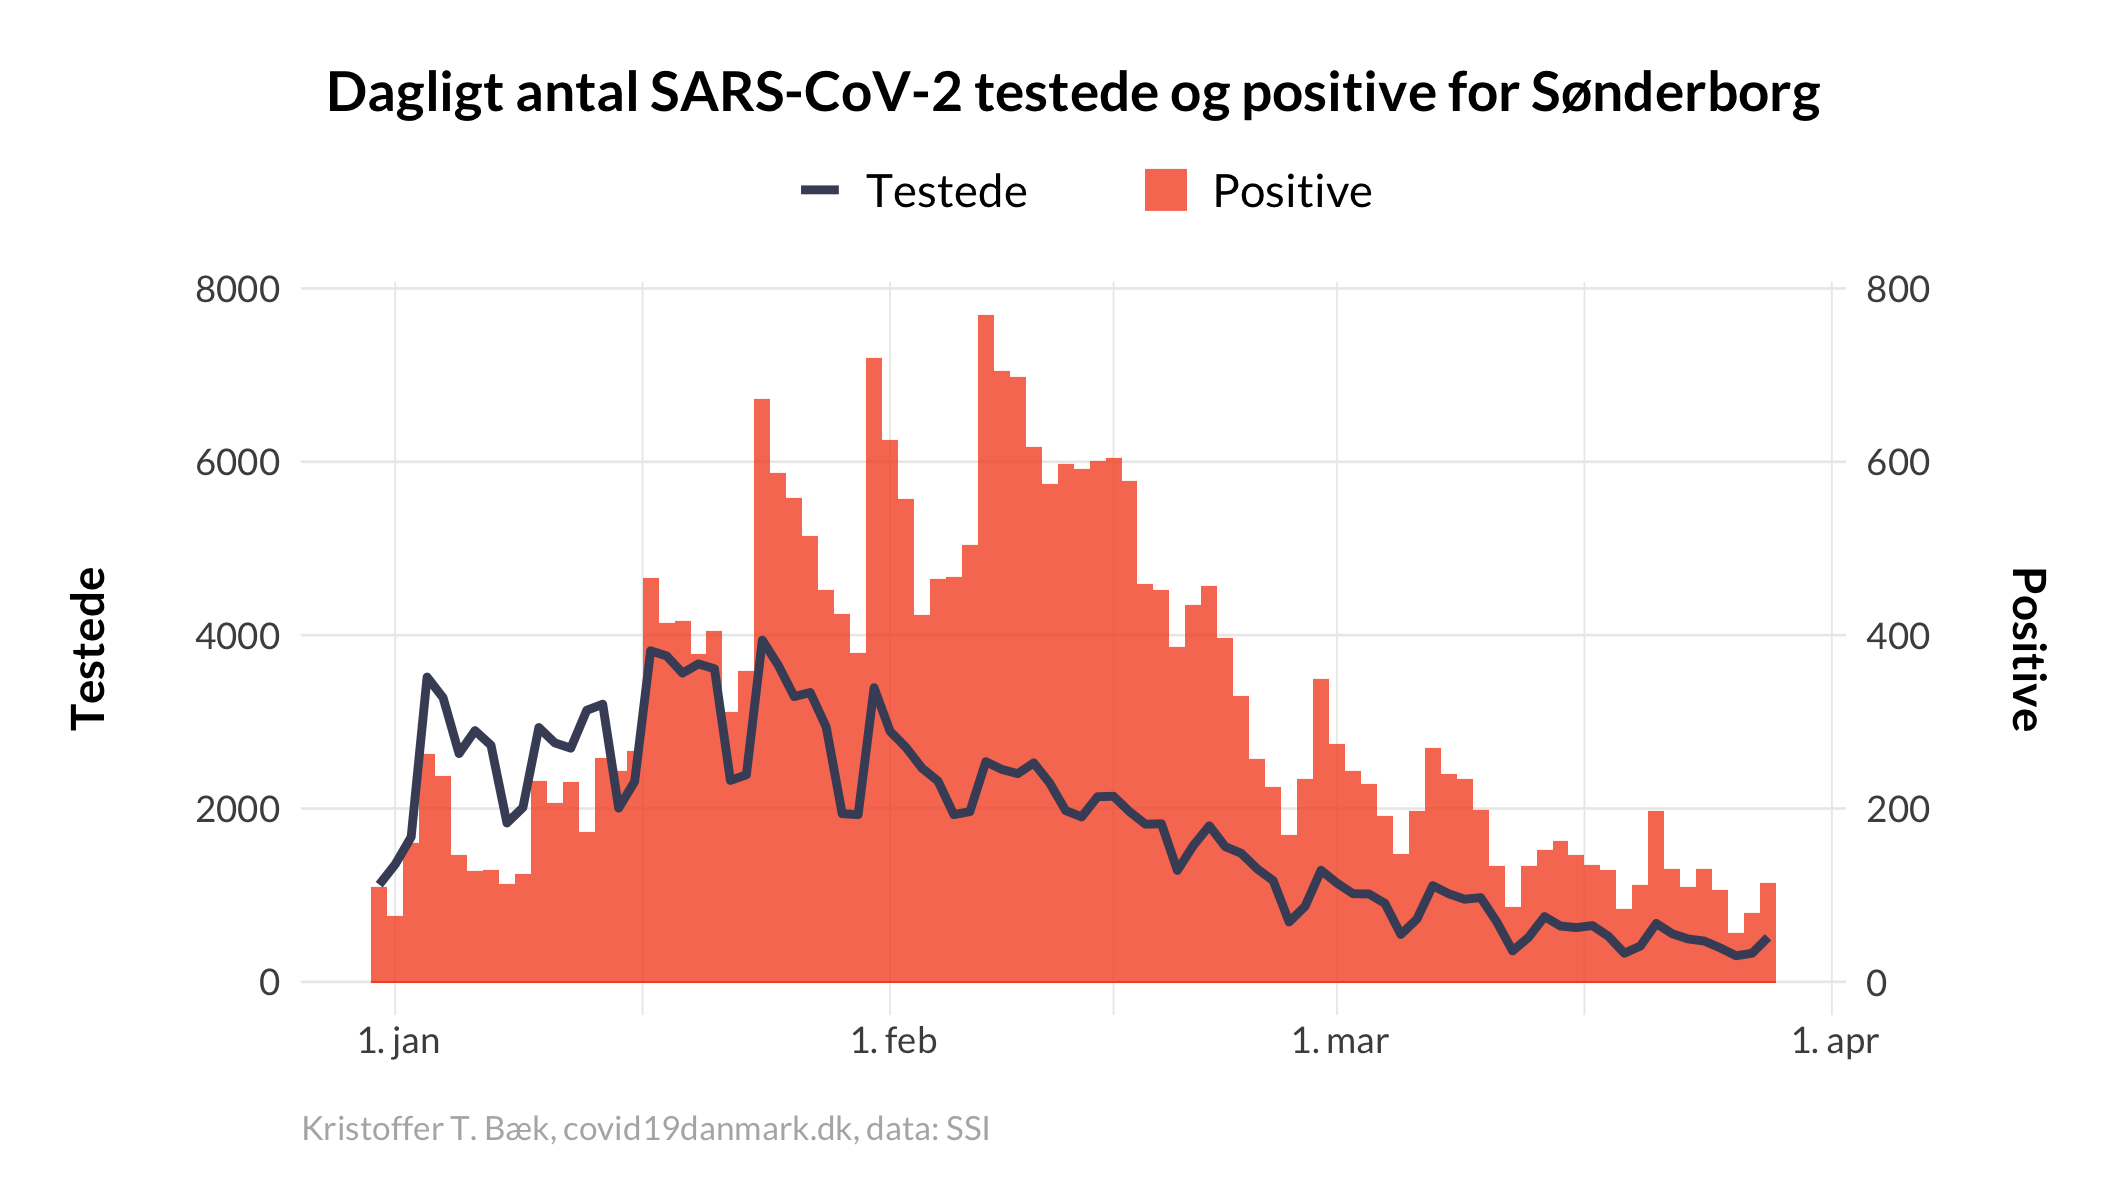 Dagligt antal SARS-CoV-2 testede og positive for Sønderborg
Testede Positive
8000 800
6000 600
4000 400
2000 200
0 0
Testede
Positive
1. jan 1. feb 1. mar 1. apr
Kristoffer T. Bæk, covid19danmark.dk, data: SSI